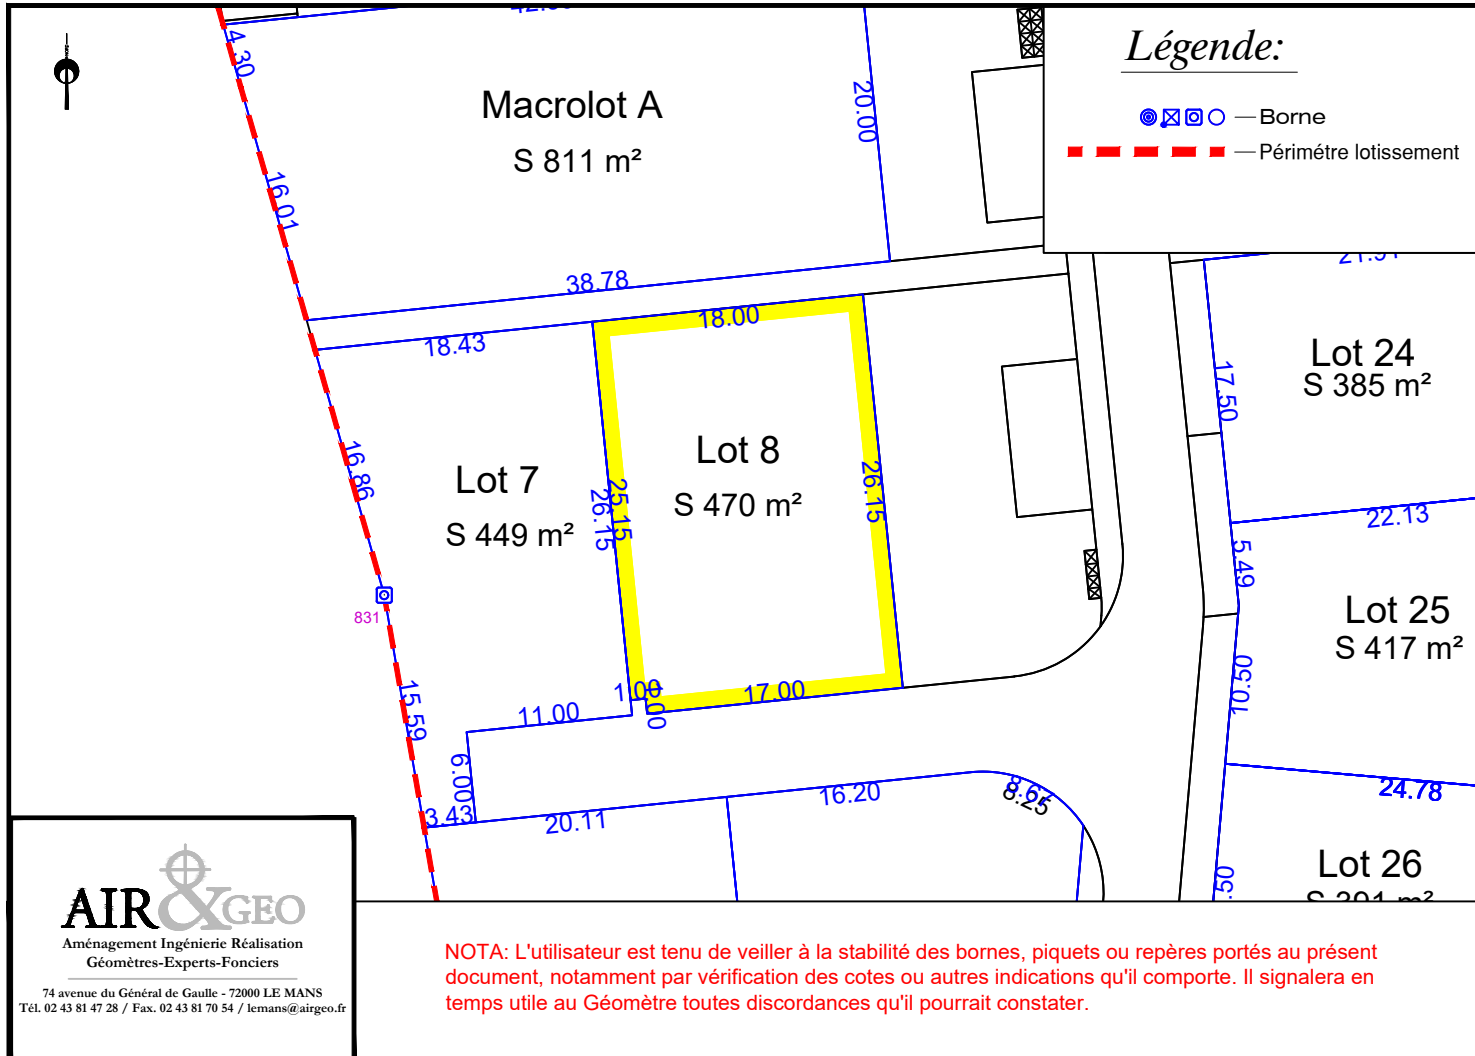 4.30
Macrolot A
S 811 m²
20.00
16.01
38.78
Légende:
Borne
Périmétre lotissement
18.43
18.00
Lot 24
S 385 m²
17.50
16.86
Lot 7
S 449 m²
26.15
25.15
Lot 8
S 470 m²
26.15
22.13
5.49
831
Lot 25
S 417 m²
15.59
11.00
1.00
17.00
10.50
6.00
3.43
20.11
16.20
8.67
8.25
24.78
Lot 26
.50
AIR & GEO
Aménagement Ingénierie Réalisation
Géomètres-Experts-Fonciers
74 avenue du Général de Gaulle - 72000 LE MANS
Tél. 02 43 81 47 28 / Fax. 02 43 81 70 54 / lemans@airgeo.fr
NOTA: L'utilisateur est tenu de veiller à la stabilité des bornes, piquets ou repères portés au présent
document, notamment par vérification des cotes ou autres indications qu'il comporte. Il signalera en
temps utile au Géomètre toutes discordances qu'il pourrait constater.